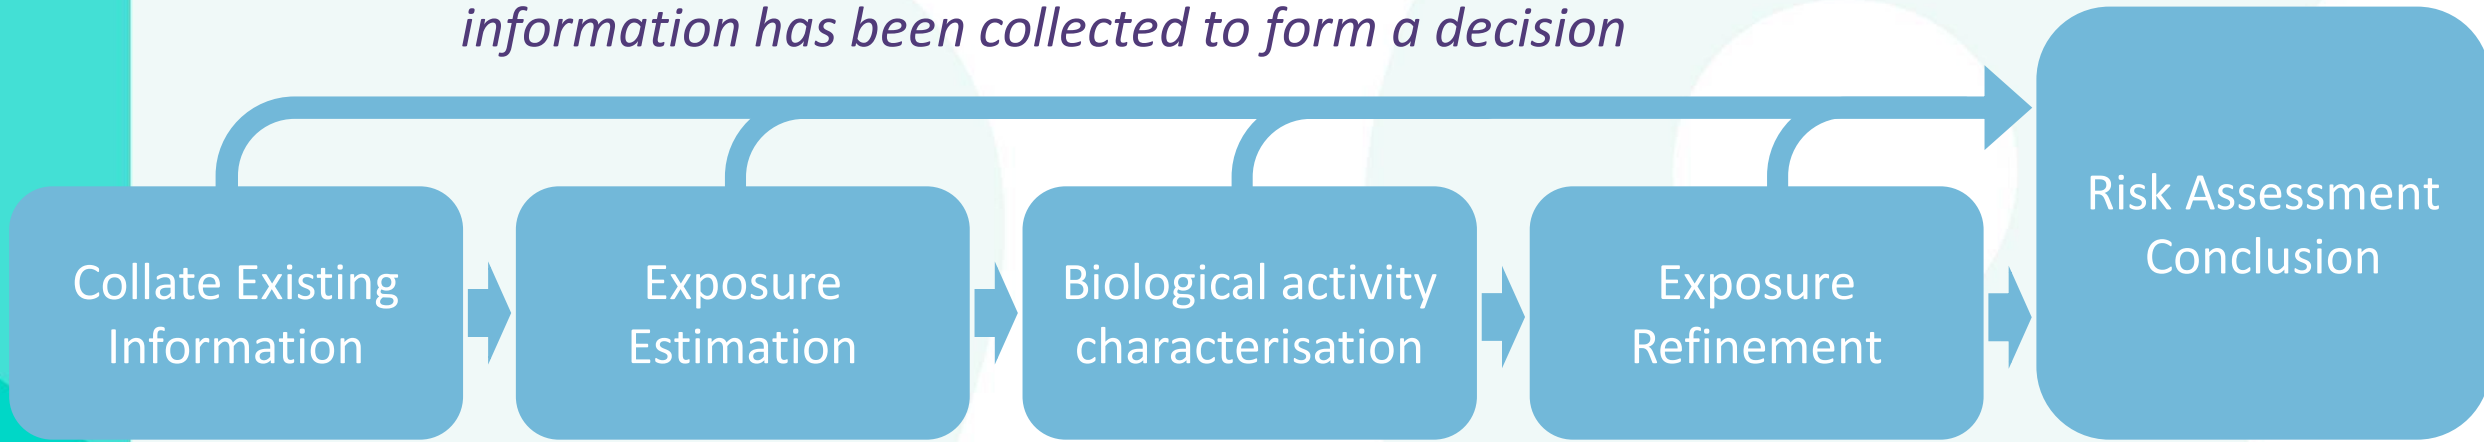 information has been collected to form a decision
Collate Existing
Information
Exposure
Estimation
Biological activity
characterisation
Exposure
Refinement
Risk Assessment
Conclusion